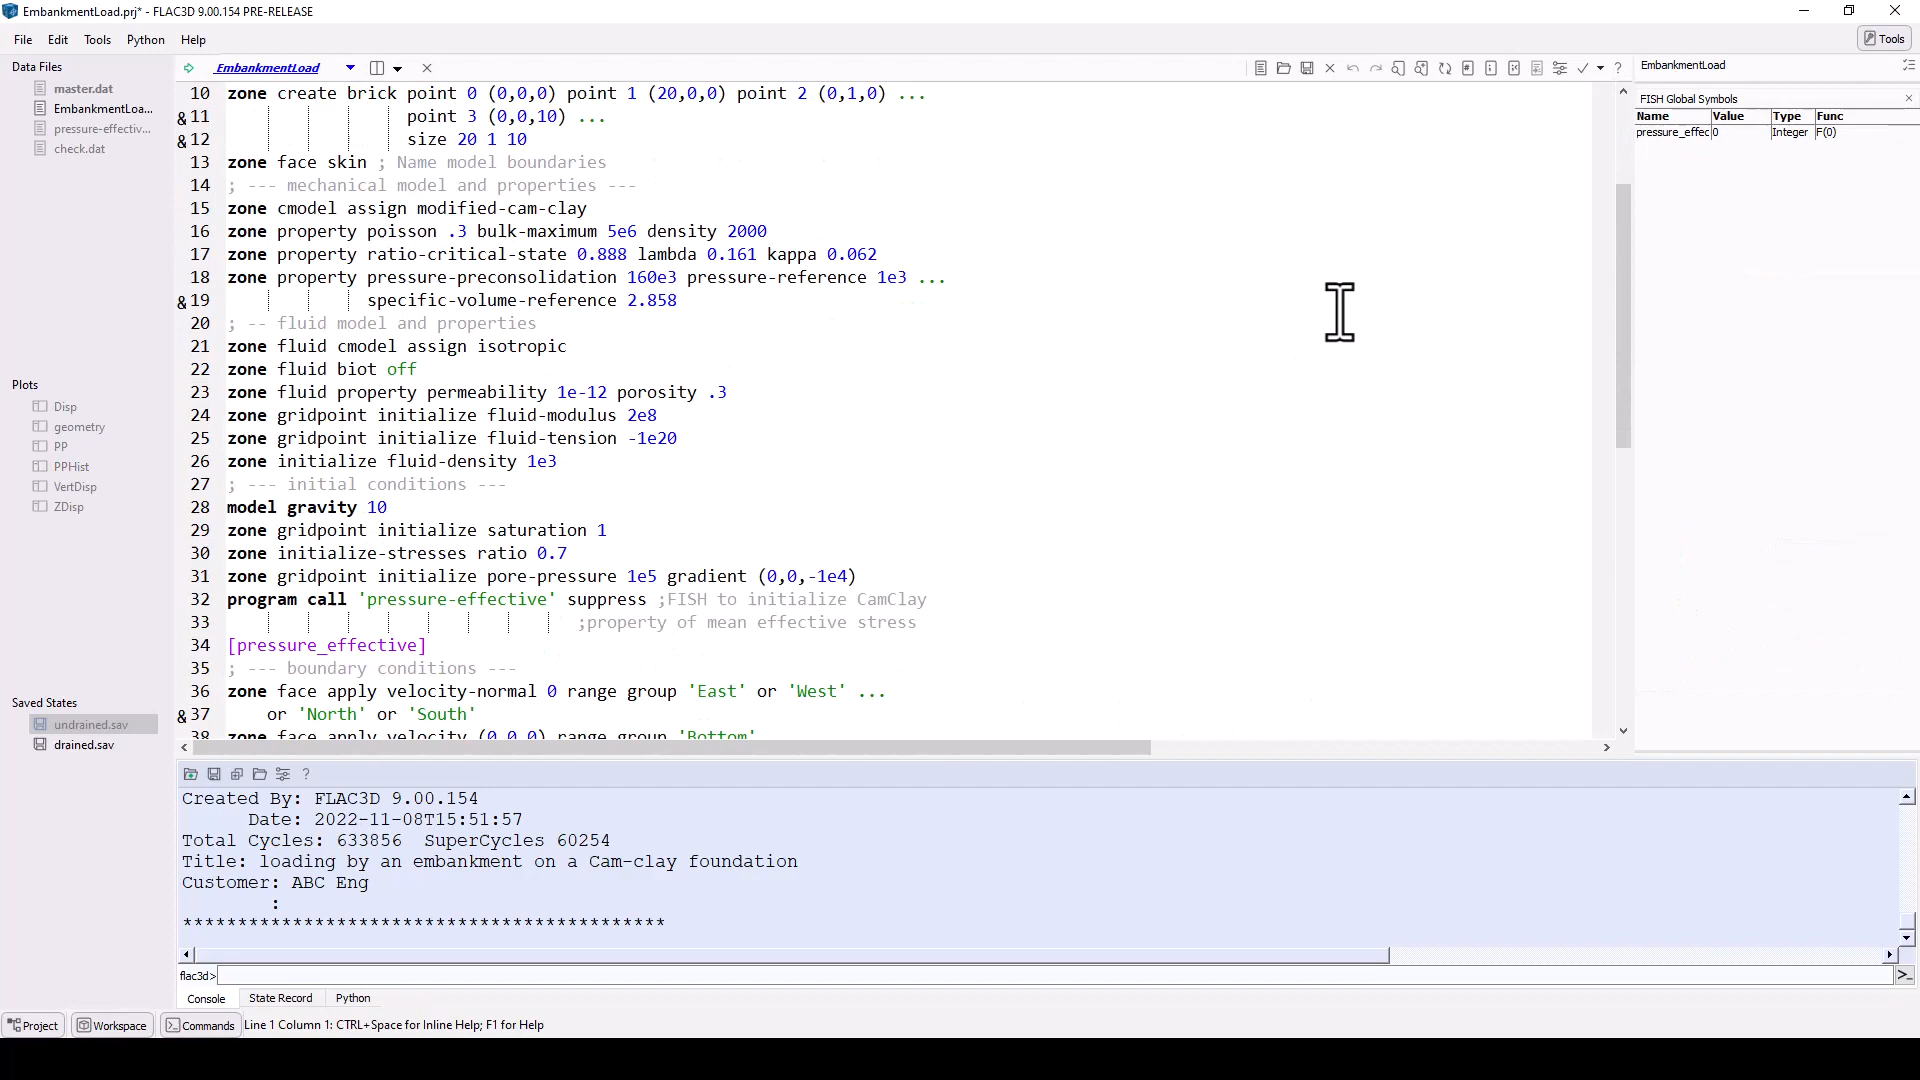 EmbankmentLoad.prj* - FLAC3D 9.00.154 PRE-RELEASE
File Edit Tools Python Help
Tools
Data Files
master.dat
EmbankmentLoa...
pressure-effectiv...
check.dat
Plots
Disp
geometry
PP
PPHist
VertDisp
ZDisp
Saved States
undrained.sav
drained.sav
EmbankmentLoad
10 zone create brick point 0 (0,0,0) point 1 (20,0,0) point 2 (0,1,0) ...
&11 point 3 (0,0,10) ...
&12 size 20 1 10
13 zone face skin ; Name model boundaries
14 ; --- mechanical model and properties ---
15 zone cmodel assign modified-cam-clay
16 zone property poisson .3 bulk-maximum 5e6 density 2000
17 zone property ratio-critical-state 0.888 lambda 0.161 kappa 0.062
18 zone property pressure-preconsolidation 160e3 pressure-reference 1e3 ...
&19 specific-volume-reference 2.858
20 ; -- fluid model and properties
21 zone fluid cmodel assign isotropic
22 zone fluid biot off
23 zone fluid property permeability 1e-12 porosity .3
24 zone gridpoint initialize fluid-modulus 2e8
25 zone gridpoint initialize fluid-tension -1e20
26 zone initialize fluid-density 1e3
27 ; --- initial conditions ---
28 model gravity 10
29 zone gridpoint initialize saturation 1
30 zone initialize-stresses ratio 0.7
31 zone gridpoint initialize pore-pressure 1e5 gradient (0,0,-1e4)
32 program call 'pressure-effective' suppress ;FISH to initialize CamClay
33 ;property of mean effective stress
34 [pressure_effective]
35 ; --- boundary conditions ---
36 zone face apply velocity-normal 0 range group 'East' or 'West' ...
&37 or 'North' or 'South'
38 zone face apply velocity (0,0,0) range group 'Bottom'
EmbankmentLoad
FISH Global Symbols
Name Value Type Func
pressure_effec 0 Integer F(0)
Created By: FLAC3D 9.00.154
Date: 2022-11-08T15:51:57
Total Cycles: 633856 SuperCycles 60254
Title: loading by an embankment on a Cam-clay foundation
Customer: ABC Eng
:
********************************************
flac3d>
Console State Record Python
Project Workspace Commands Line 1 Column 1: CTRL+Space for Inline Help; F1 for Help